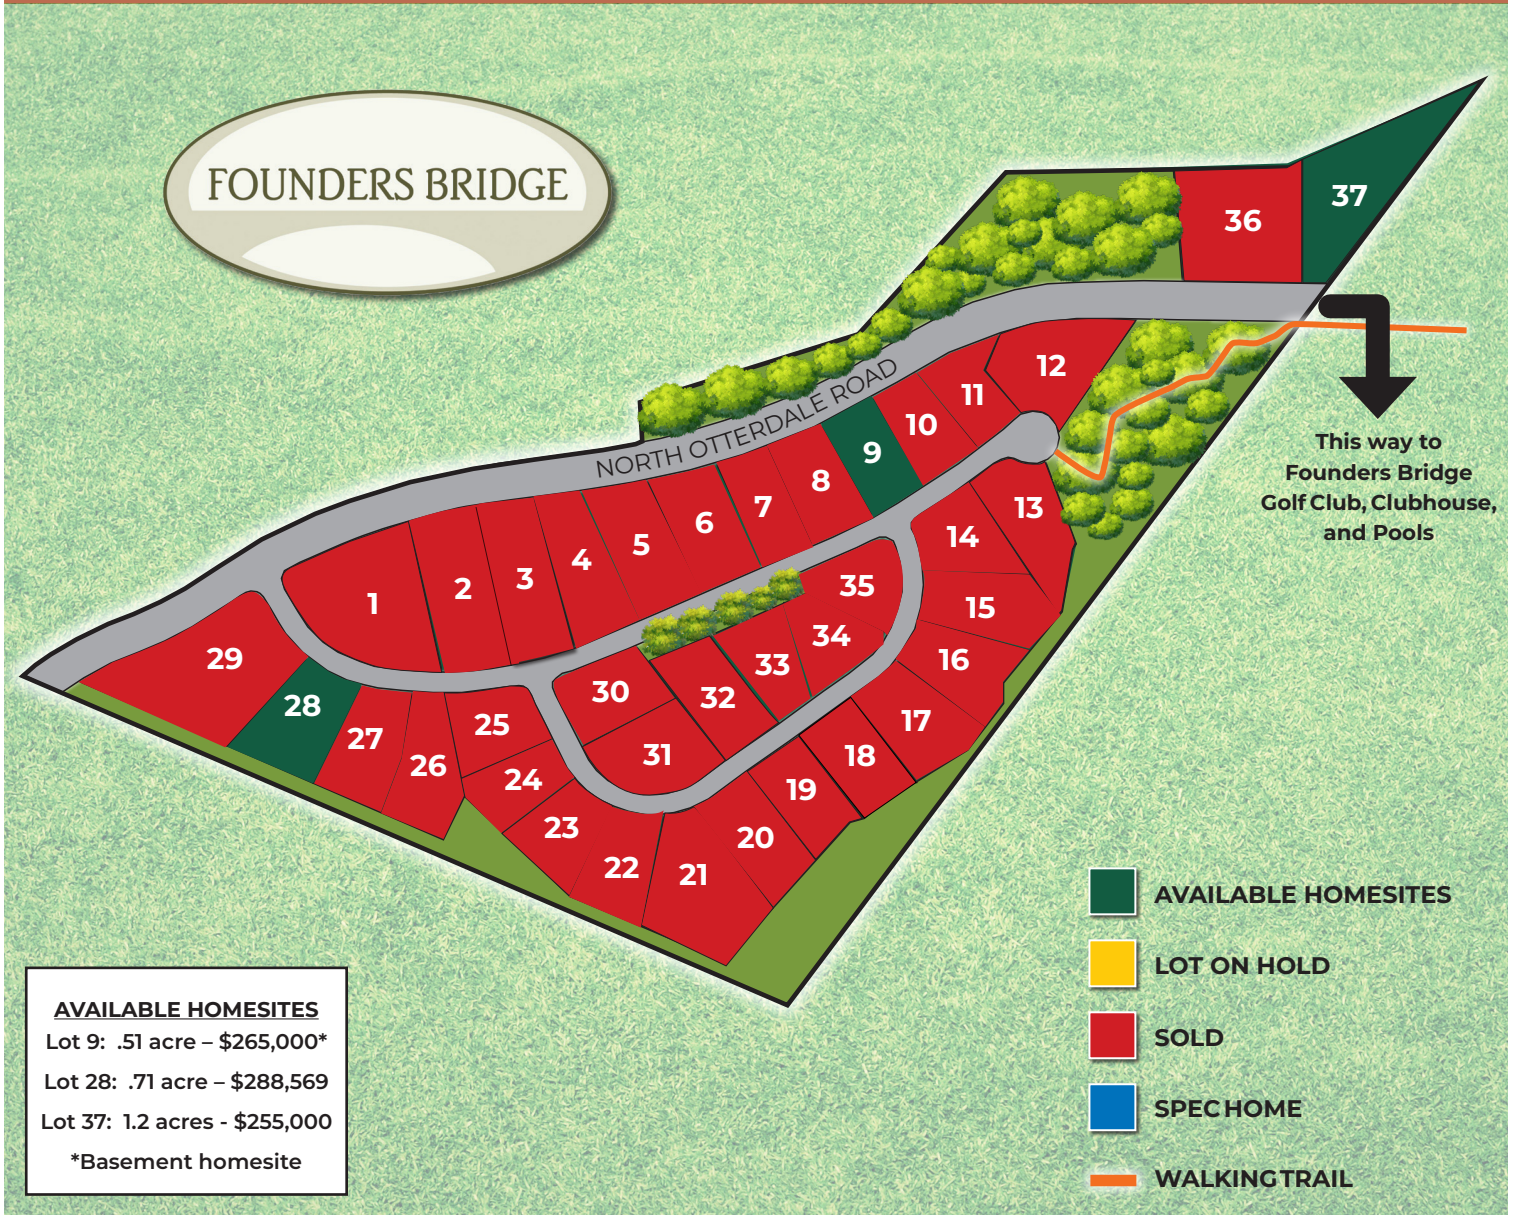 FOUNDERS BRIDGE
37
36
12
11
10
NORTH OTTERDALE ROAD
9
8
7
6
5
4
3
2
1
13
14
15
16
17
18
19
20
21
22
23
24
25
26
27
28
29
30
31
32
33
34
35
This way to
Founders Bridge
Golf Club, Clubhouse,
and Pools
AVAILABLE HOMESITES
Lot 9: .51 acre – $265,000*
Lot 28: .71 acre – $288,569
Lot 37: 1.2 acres - $255,000
*Basement homesite
AVAILABLE HOMESITES
LOT ON HOLD
SOLD
SPEC HOME
WALKING TRAIL